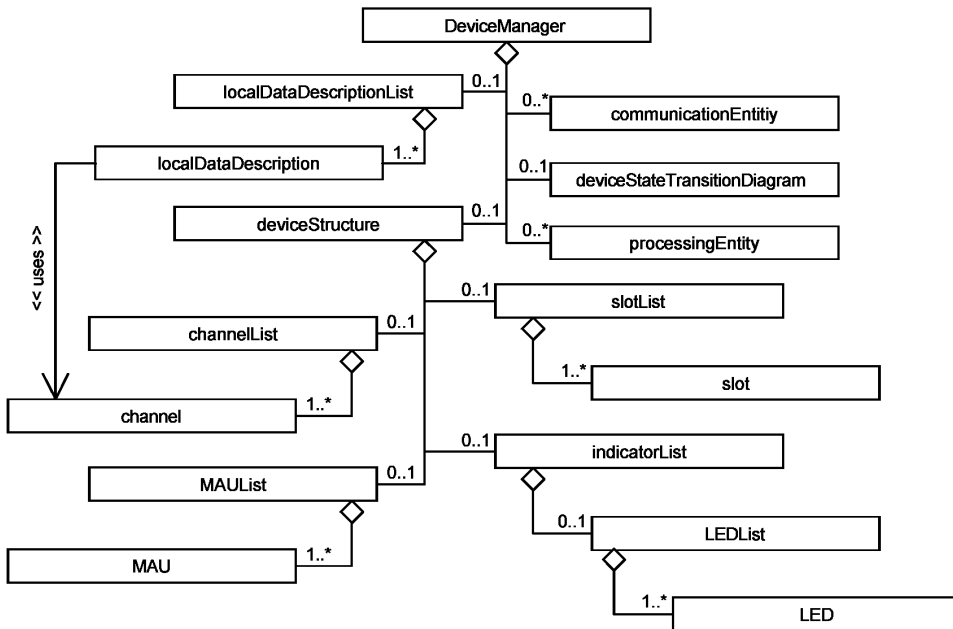 DeviceManager
0..1
localDataDescriptionList
0..*
communicationEntitiy
1..*
localDataDescription
0..1
deviceStateTransitionDiagram
0..1
deviceStructure
0..*
processingEntity
<< uses >>
0..1
slotList
0..1
channelList
1..*
slot
1..*
channel
0..1
indicatorList
0..1
MAUList
0..1
LEDList
1..*
MAU
1..*
LED